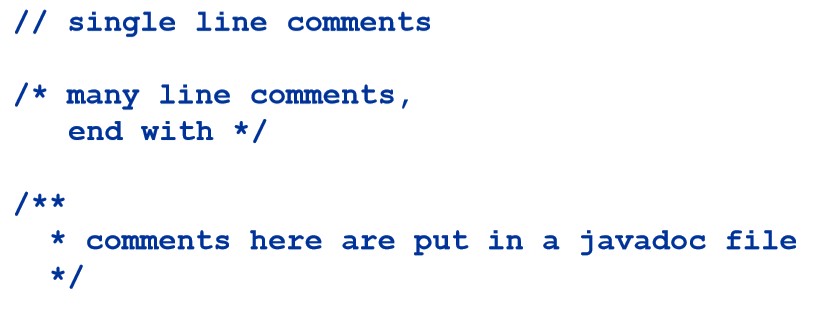 // single line comments
/* many line comments,
end with */
/**
* comments here are put in a javadoc file
*/